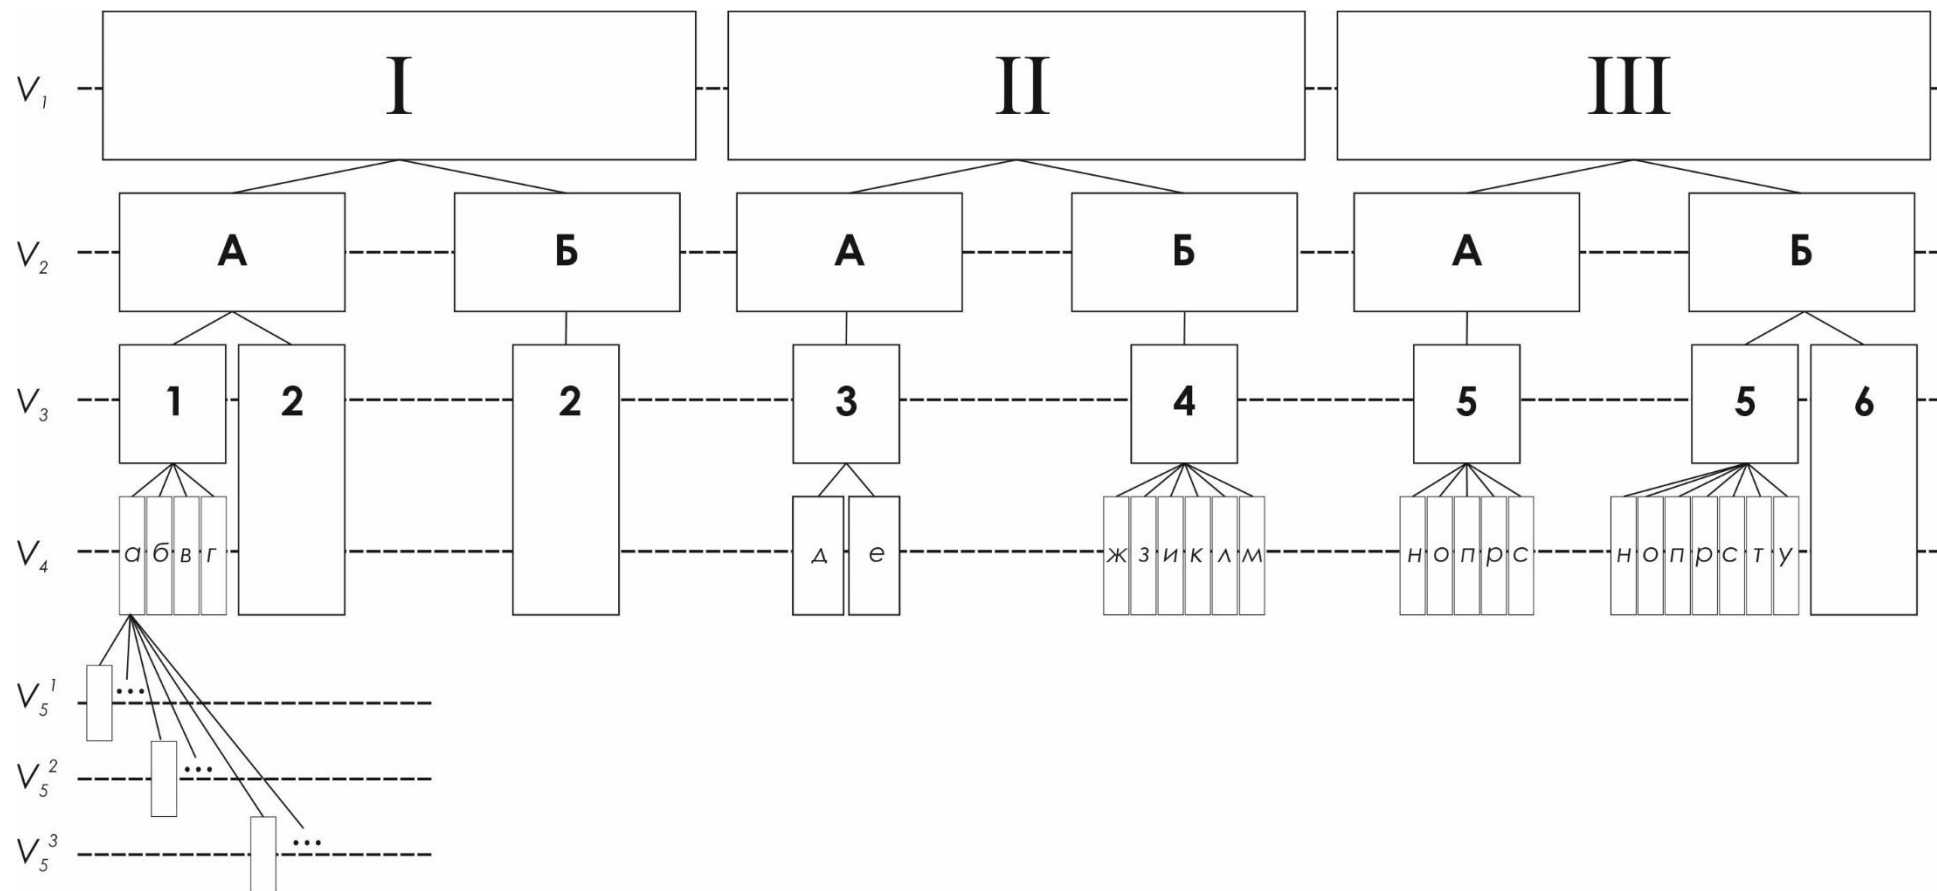 V1 I II III
V2 А Б А Б А Б
V3 1 2 2 3 4 5 5 6
V4 а б в г д е ж з и к л м н о п р с н о п р с т у
V5^1 ...
V5^2 ...
V5^3 ...